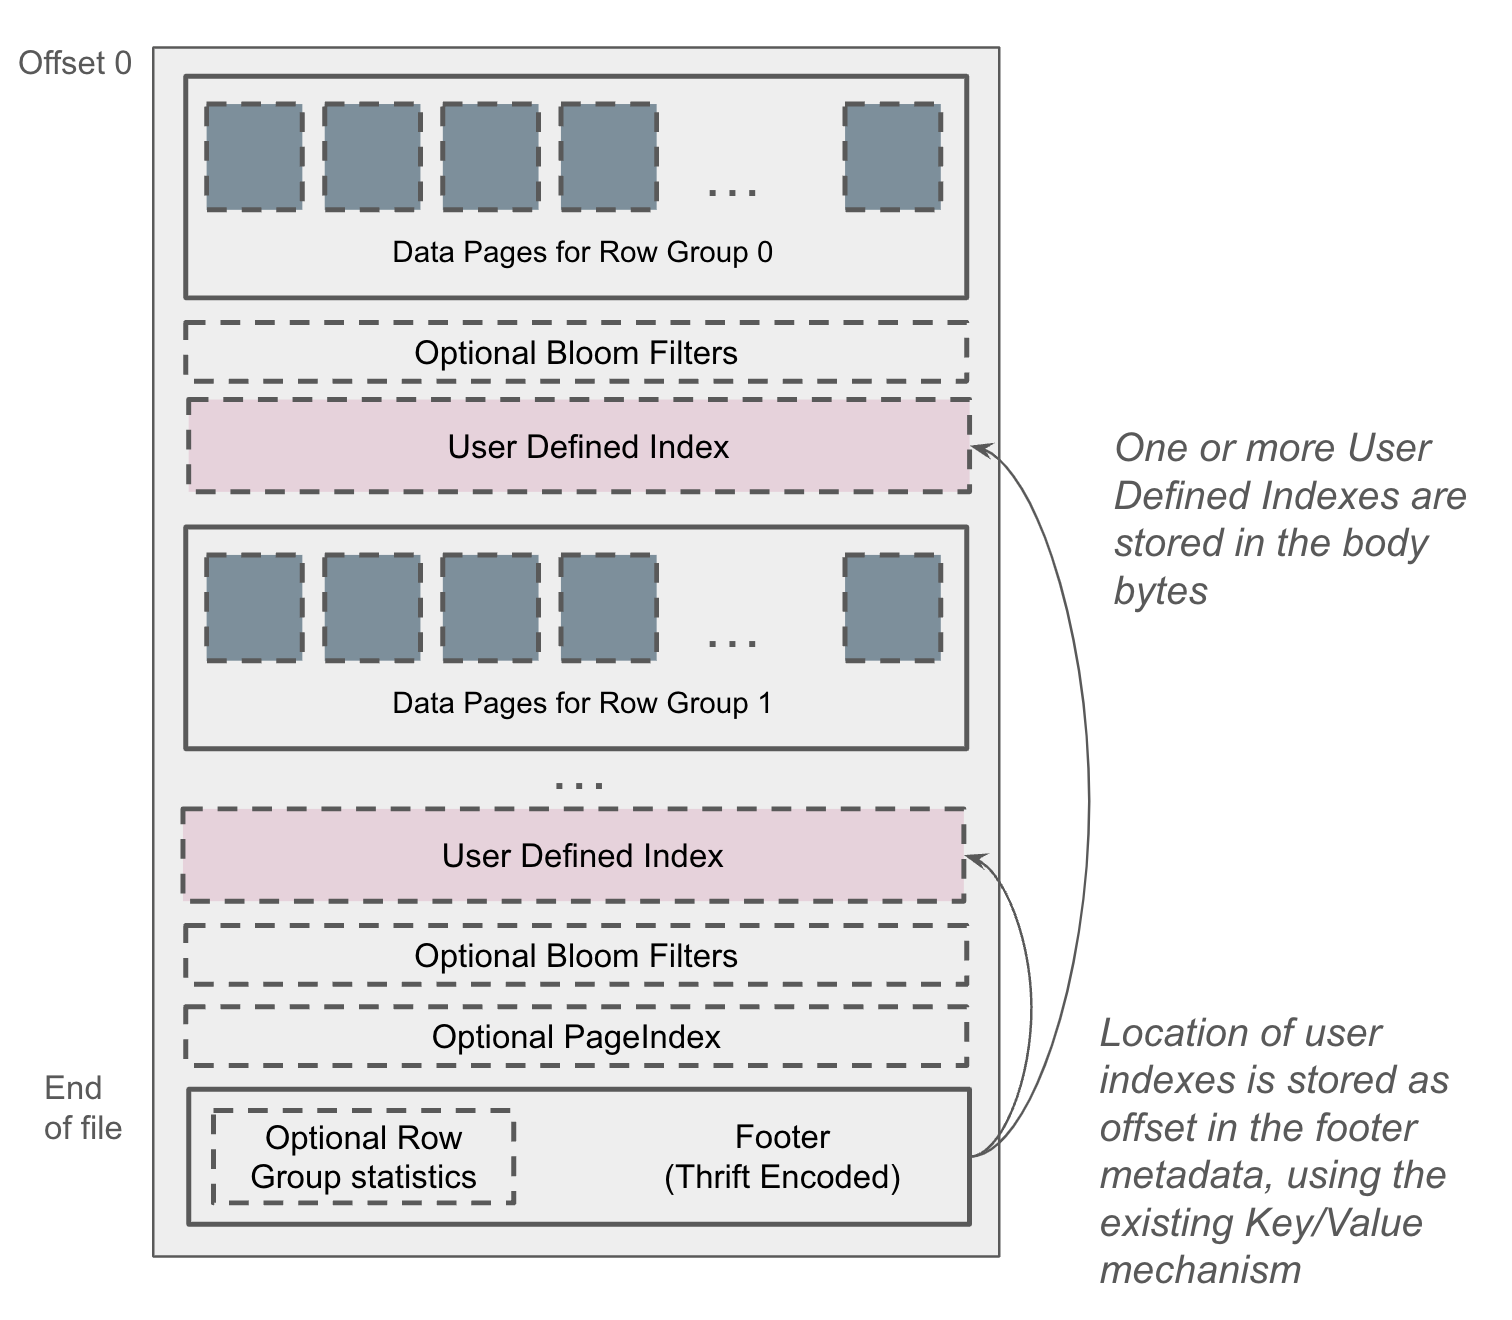 Offset 0
. . .
Data Pages for Row Group 0
Optional Bloom Filters
User Defined Index
One or more User
Defined Indexes are
stored in the body
bytes
. . .
Data Pages for Row Group 1
. . .
User Defined Index
Optional Bloom Filters
Optional PageIndex
End
of file
Optional Row
Group statistics
Footer
(Thrift Encoded)
Location of user
indexes is stored as
offset in the footer
metadata, using the
existing Key/Value
mechanism